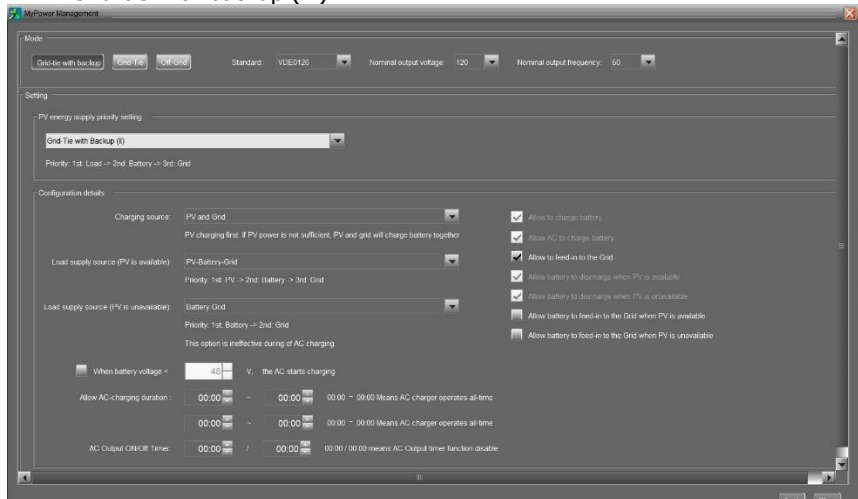 MyPower Management
Mode
Grid-tie with backup Grid-Tie Off-Grid Standard: VDE0126 Nominal output voltage: 120 Nominal output frequency: 60
Setting
PV energy supply priority setting
Grid-Tie with Backup (II)
Priority: 1st: Load -> 2nd: Battery -> 3rd: Grid
Configuration details
Charging source: PV and Grid
Allow to charge battery
PV charging first. If PV power is not sufficient, PV and grid will charge battery together
Allow AC to charge battery
Allow to feed-in to the Grid
Load supply source (PV is available): PV-Battery-Grid
Priority: 1st: PV -> 2nd: Battery -> 3rd: Grid
Allow battery to discharge when PV is available
Allow battery to discharge when PV is unavailable
Load supply source (PV is unavailable): Battery-Grid
Allow battery to feed-in to the Grid when PV is available
Priority: 1st: Battery -> 2nd: Grid
Allow battery to feed-in to the Grid when PV is unavailable
This option is ineffective during of AC charging
When battery voltage < 48 V, the AC starts charging
Allow AC-charging duration : 00:00 ~ 00:00 00:00 ~ 00:00 Means AC charger operates all-time
00:00 ~ 00:00 00:00 ~ 00:00 Means AC charger operates all-time
AC Output ON/Off Timer: 00:00 / 00:00 00:00 / 00:00 means AC Output timer function disable